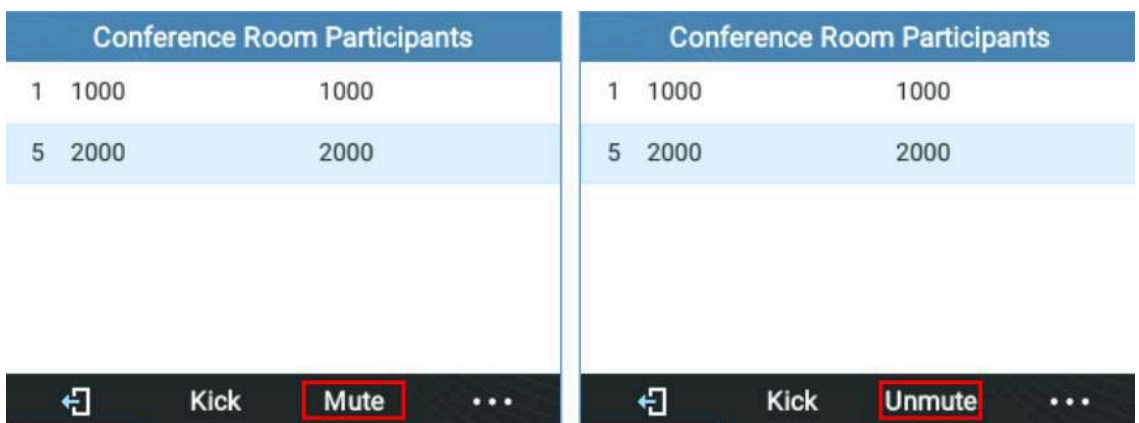 Conference Room Participants
1 1000 1000
5 2000 2000
Kick Mute ...
Conference Room Participants
1 1000 1000
5 2000 2000
Kick Unmute ...